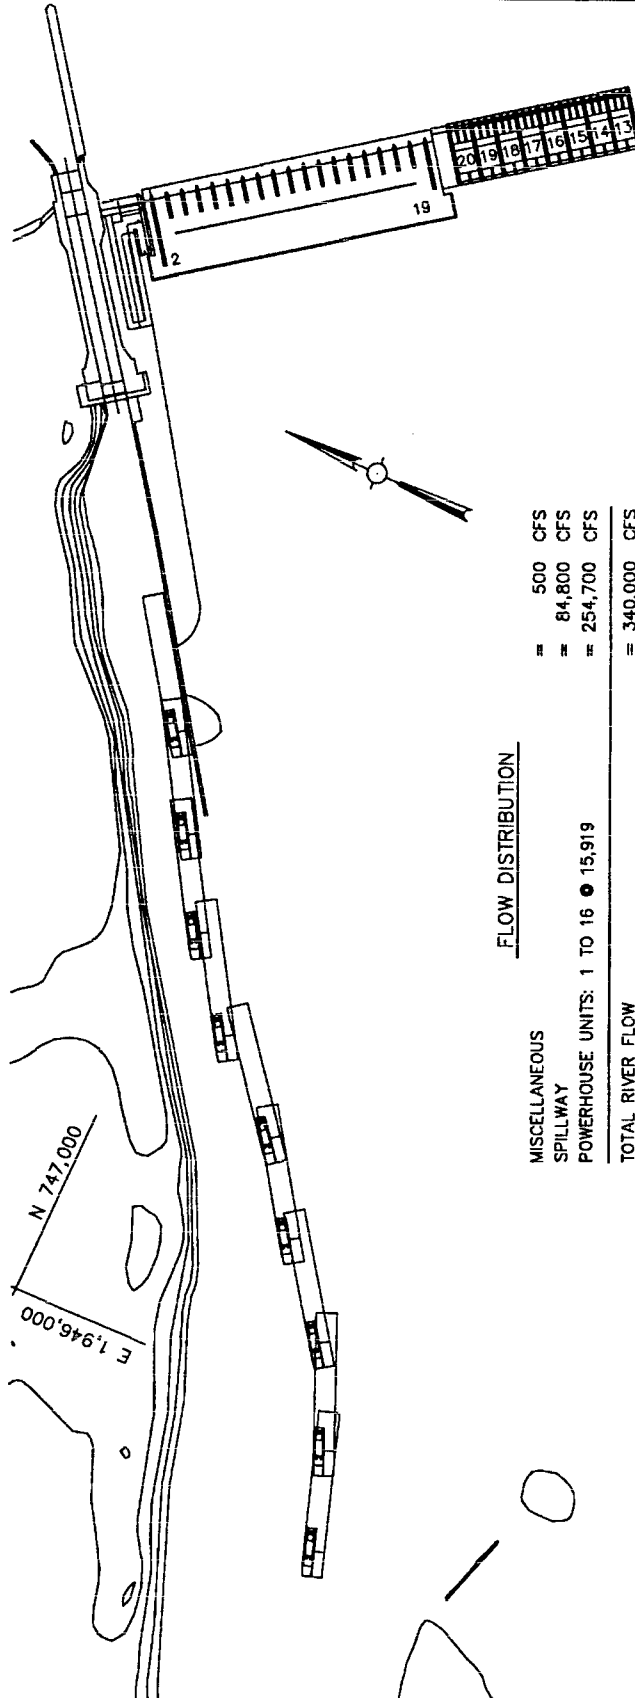 20 19 18 17 16 15 14 13
2
19
N 747,000
E 1,946,000
FLOW DISTRIBUTION
MISCELLANEOUS = 500 CFS
SPILLWAY = 84,800 CFS
POWERHOUSE UNITS: 1 TO 16 @ 15,919 = 254,700 CFS
TOTAL RIVER FLOW = 340,000 CFS